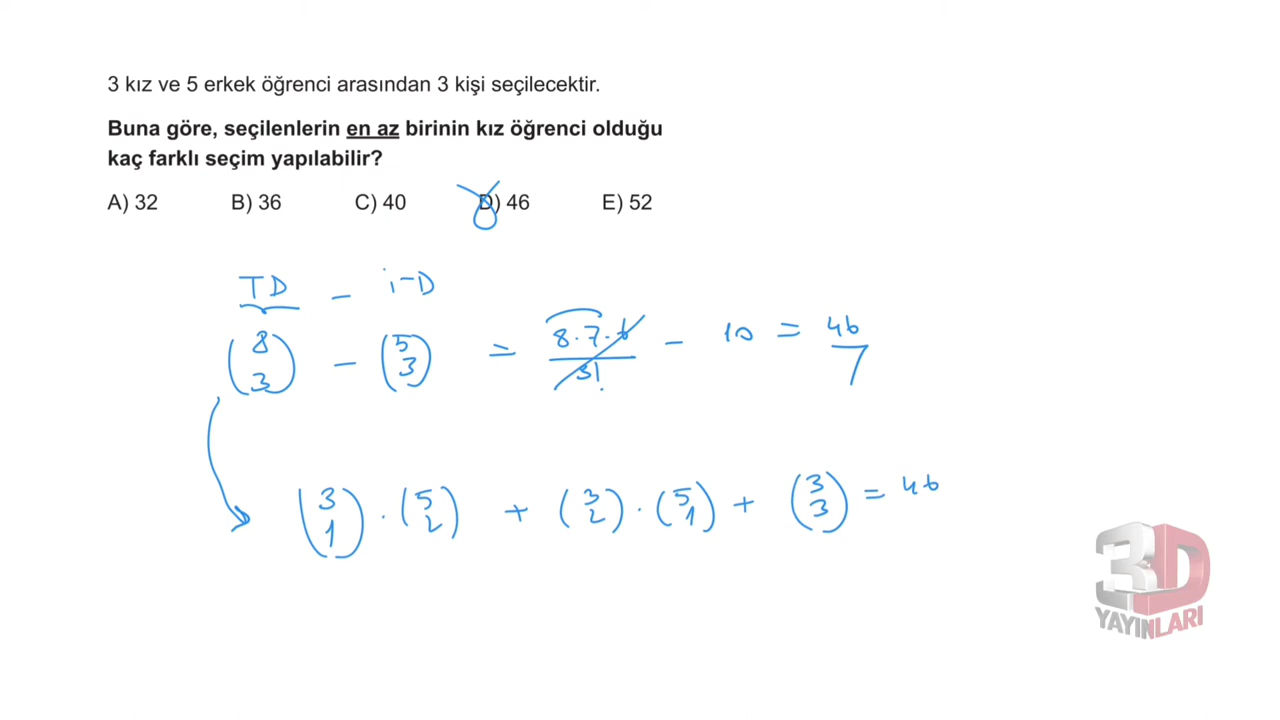 3 kız ve 5 erkek öğrenci arasından 3 kişi seçilecektir.
Buna göre, seçilenlerin en az birinin kız öğrenci olduğu
kaç farklı seçim yapılabilir?
A) 32 B) 36 C) 40 D) 46 E) 52
TD - i-D
(8 3) - (5 3) = 8.7.6/3! - 10 = 46
(3 1) . (5 2) + (3 2) . (5 1) + (3 3) = 46
3D
YAYINLARI